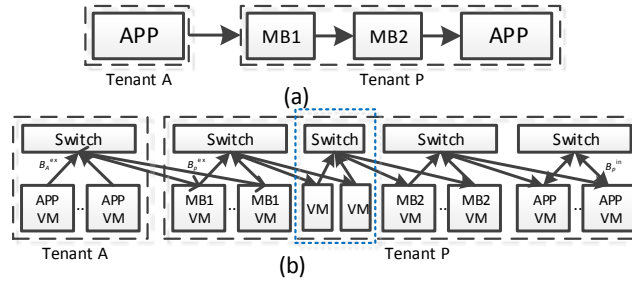 APP
MB1
MB2
APP
Tenant A
Tenant P
(a)
Switch
Switch
Switch
Switch
Switch
B_A^ex
B_P^ex
B_P^in
APP VM
..
APP VM
MB1 VM
..
MB1 VM
VM
VM
MB2 VM
..
MB2 VM
APP VM
..
APP VM
Tenant A
Tenant P
(b)